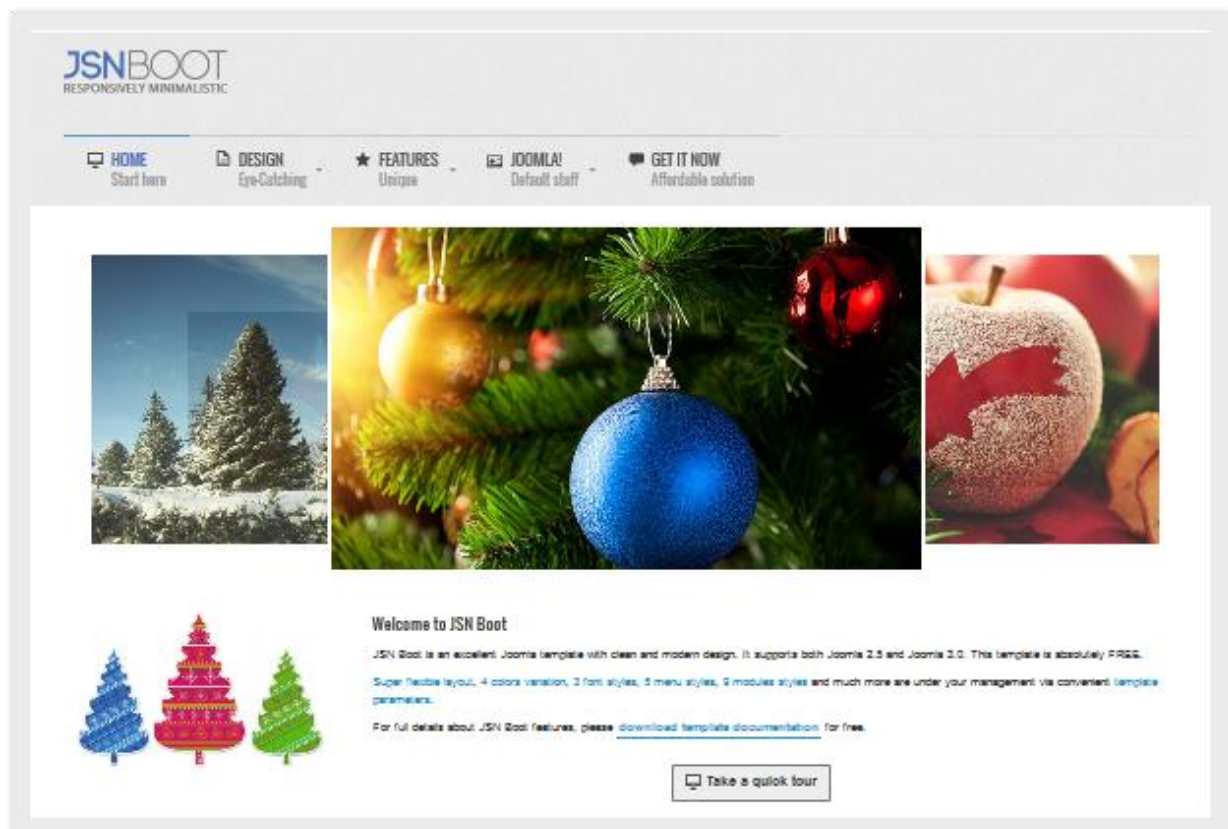 JSNBOOT
RESPONSIVELY MINIMALISTIC
HOME DESIGN FEATURES JOOMLA! GET IT NOW
Start here Eye-Catching Unique Default staff Affordable solution
Welcome to JSN Boot
JSN Boot is an excellent Joomla template with clean and modern design. It supports both Joomla 2.5 and Joomla 3.0. This template is absolutely FREE.
Super flexible layout, 4 colors variation, 3 font styles, 5 menu styles, 9 modules styles and much more are under your management via convenient template
parameters.
For full details about JSN Boot features, please download template documentation for free.
Take a quick tour